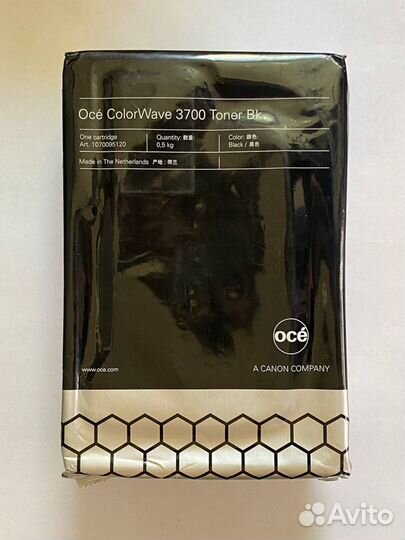 Océ ColorWave 3700 Toner Bk.
One cartridge
Art. 1070095120
Quantity: 数量:
0,5 kg
Color: 颜色:
Black / 黑色
Made in The Netherlands 产地: 荷兰
océ
www.oce.com
A CANON COMPANY
Avito